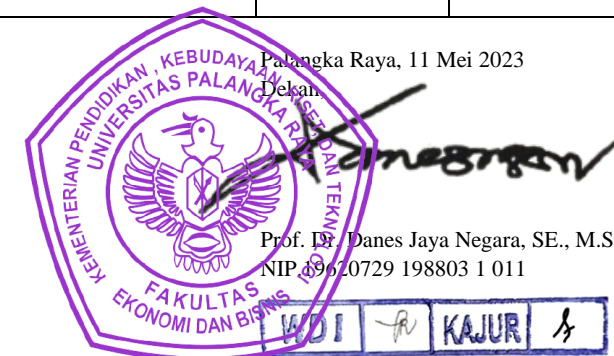 Palangka Raya, 11 Mei 2023
Dekan,
KEMENTERIAN PENDIDIKAN , KEBUDAYAAN, RISET, DAN TEKNOLOGI
UNIVERSITAS PALANGKA RAYA
FAKULTAS
EKONOMI DAN BISNIS
Prof. Dr. Danes Jaya Negara, SE., M.S
NIP.19620729 198803 1 011
WD I KAJUR